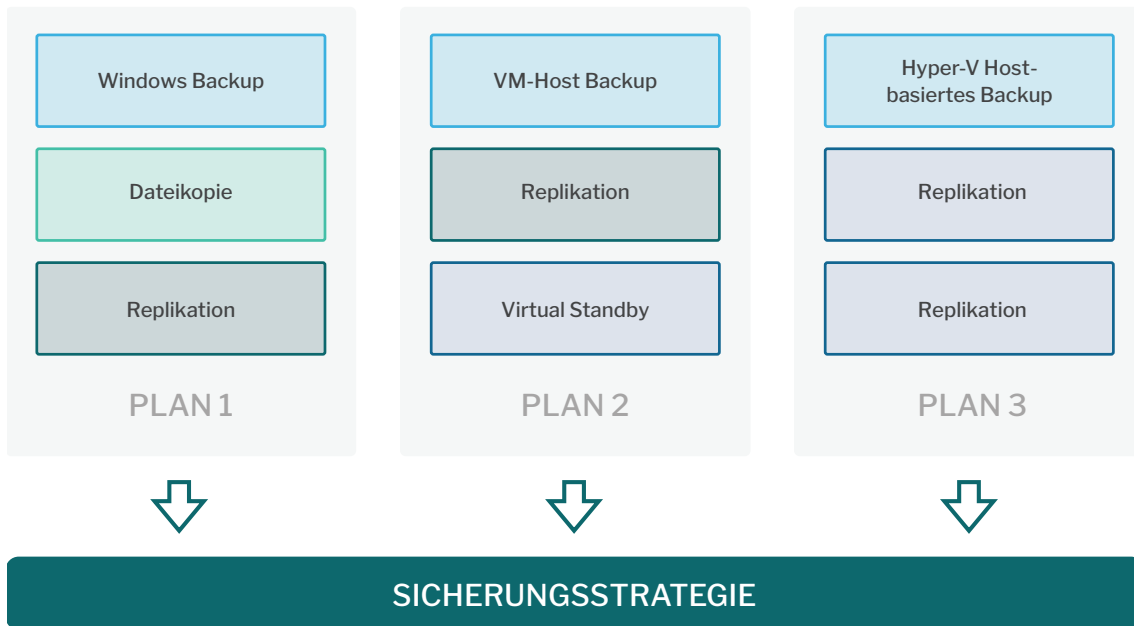 Windows Backup
Dateikopie
Replikation
PLAN 1
VM-Host Backup
Replikation
Virtual Standby
PLAN 2
Hyper-V Host-
basiertes Backup
Replikation
Replikation
PLAN 3
SICHERUNGSSTRATEGIE